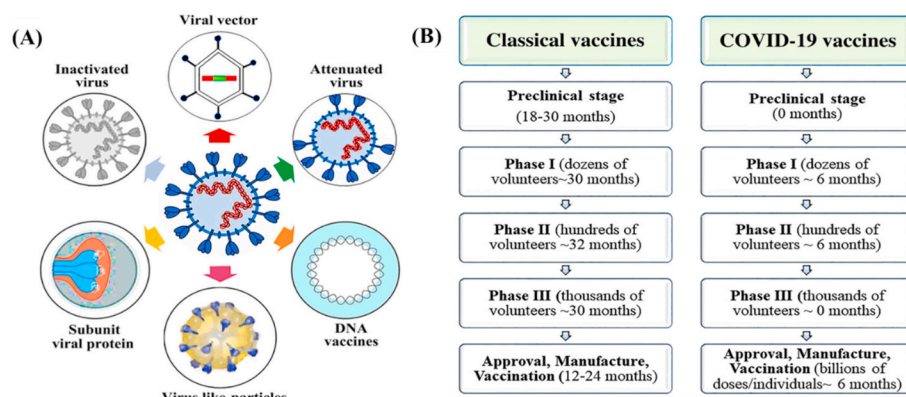 (A)
Viral vector
Inactivated
virus
Attenuated
virus
Subunit
viral protein
DNA
vaccines
Virus like particles
(B)
Classical vaccines
Preclinical stage
(18-30 months)
Phase I (dozens of
volunteers~30 months)
Phase II (hundreds of
volunteers ~32 months)
Phase III (thousands of
volunteers ~30 months)
Approval, Manufacture,
Vaccination (12-24 months)
COVID-19 vaccines
Preclinical stage
(0 months)
Phase I (dozens of
volunteers ~ 6 months)
Phase II (hundreds of
volunteers ~ 6 months)
Phase III (thousands of
volunteers ~ 0 months)
Approval, Manufacture,
Vaccination (billions of
doses/individuals~ 6 months)